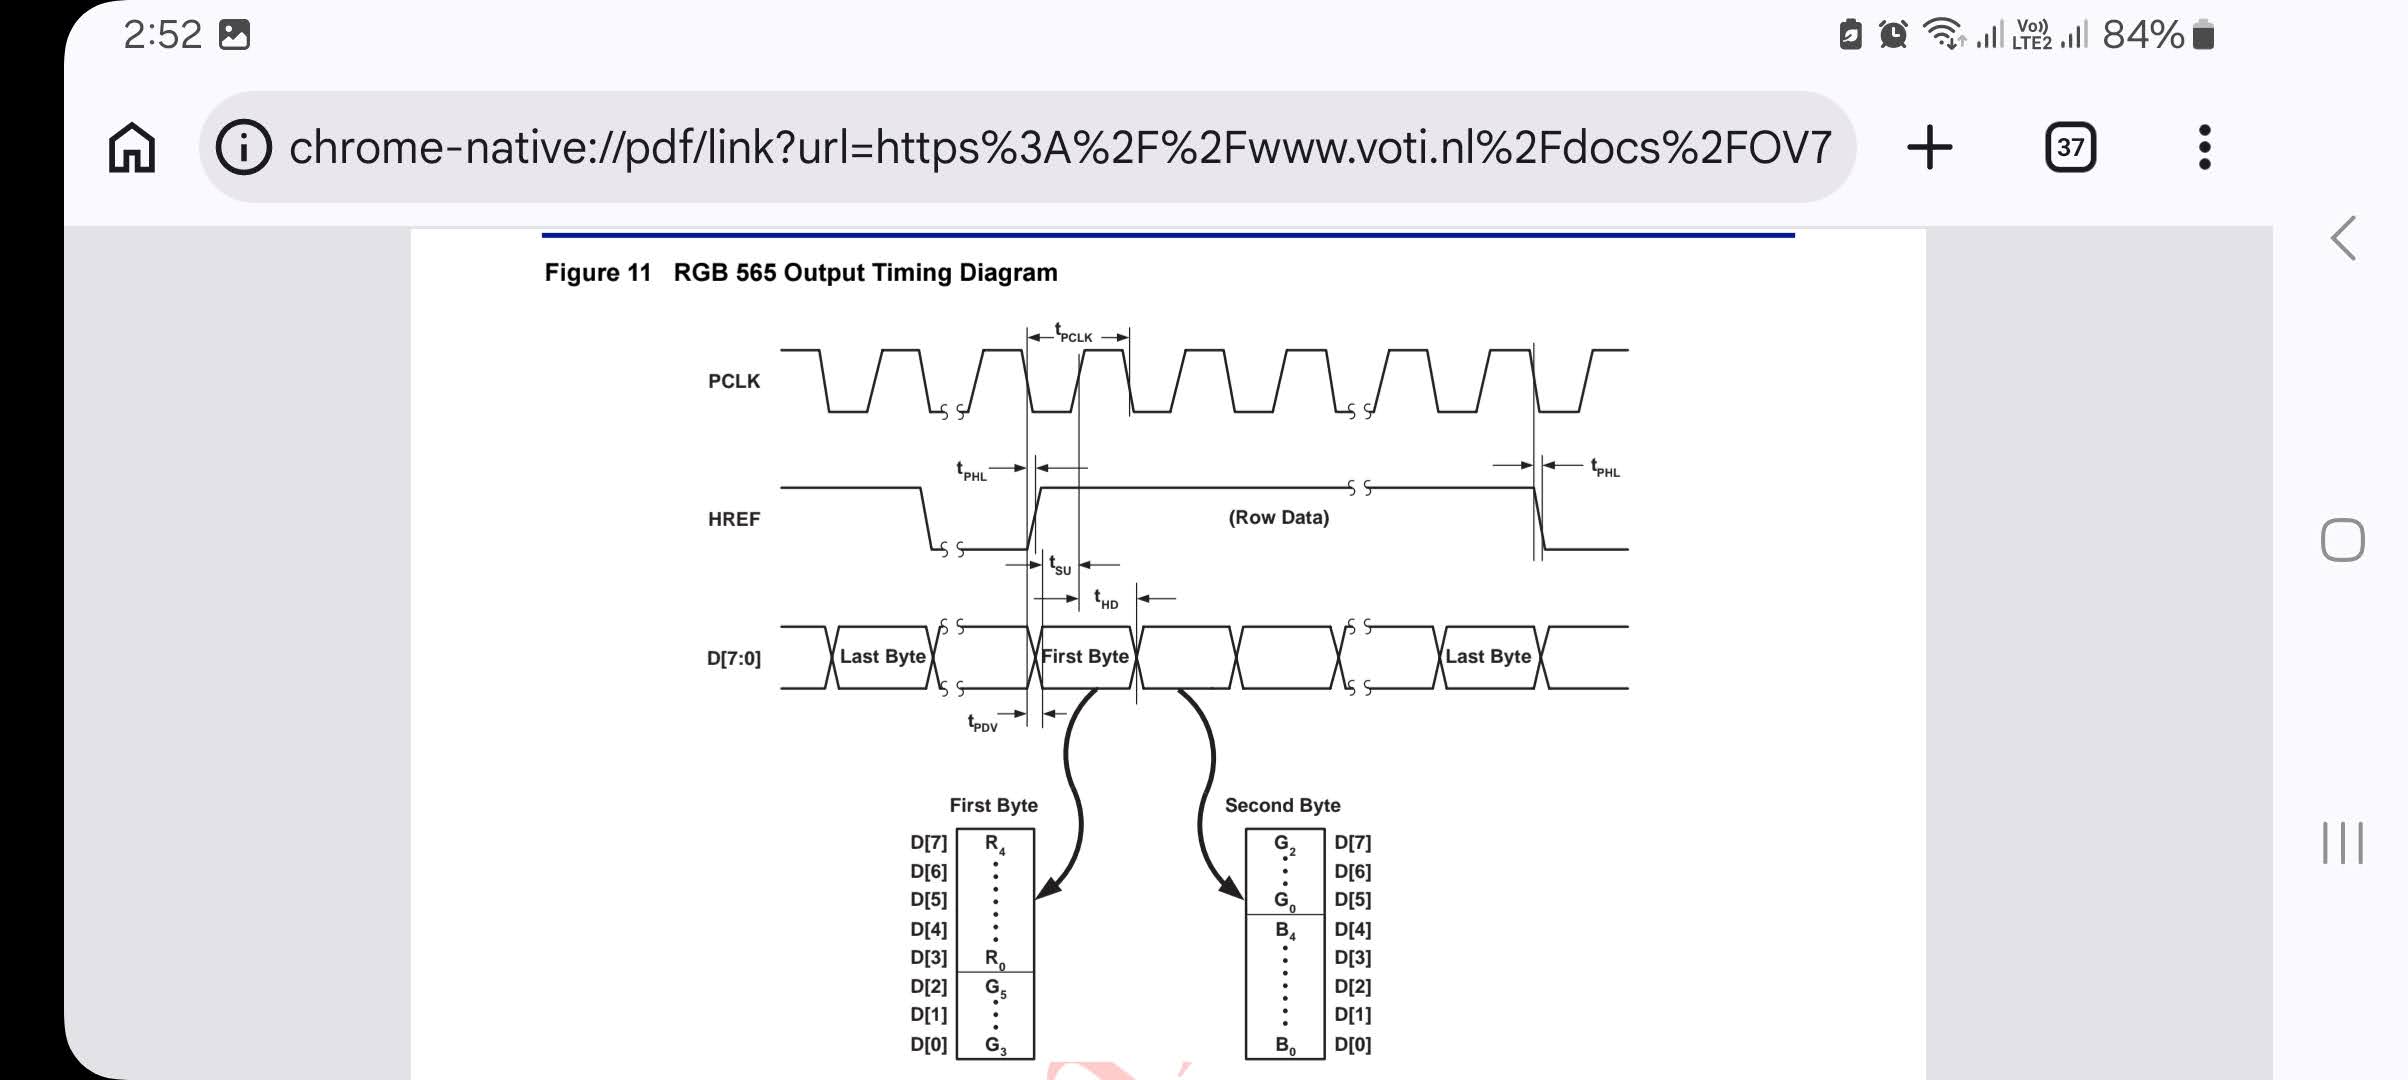 2:52
Vo))
LTE2
84%
chrome-native://pdf/link?url=https%3A%2F%2Fwww.voti.nl%2Fdocs%2FOV7
37
Figure 11 RGB 565 Output Timing Diagram
tPCLK
PCLK
tPHL
tPHL
HREF
(Row Data)
tSU
tHD
D[7:0]
Last Byte
First Byte
Last Byte
tPDV
First Byte
Second Byte
D[7] R4 G2 D[7]
D[6] D[6]
D[5] G0 D[5]
D[4] B4 D[4]
D[3] R0 D[3]
D[2] G5 D[2]
D[1] D[1]
D[0] G3 B0 D[0]